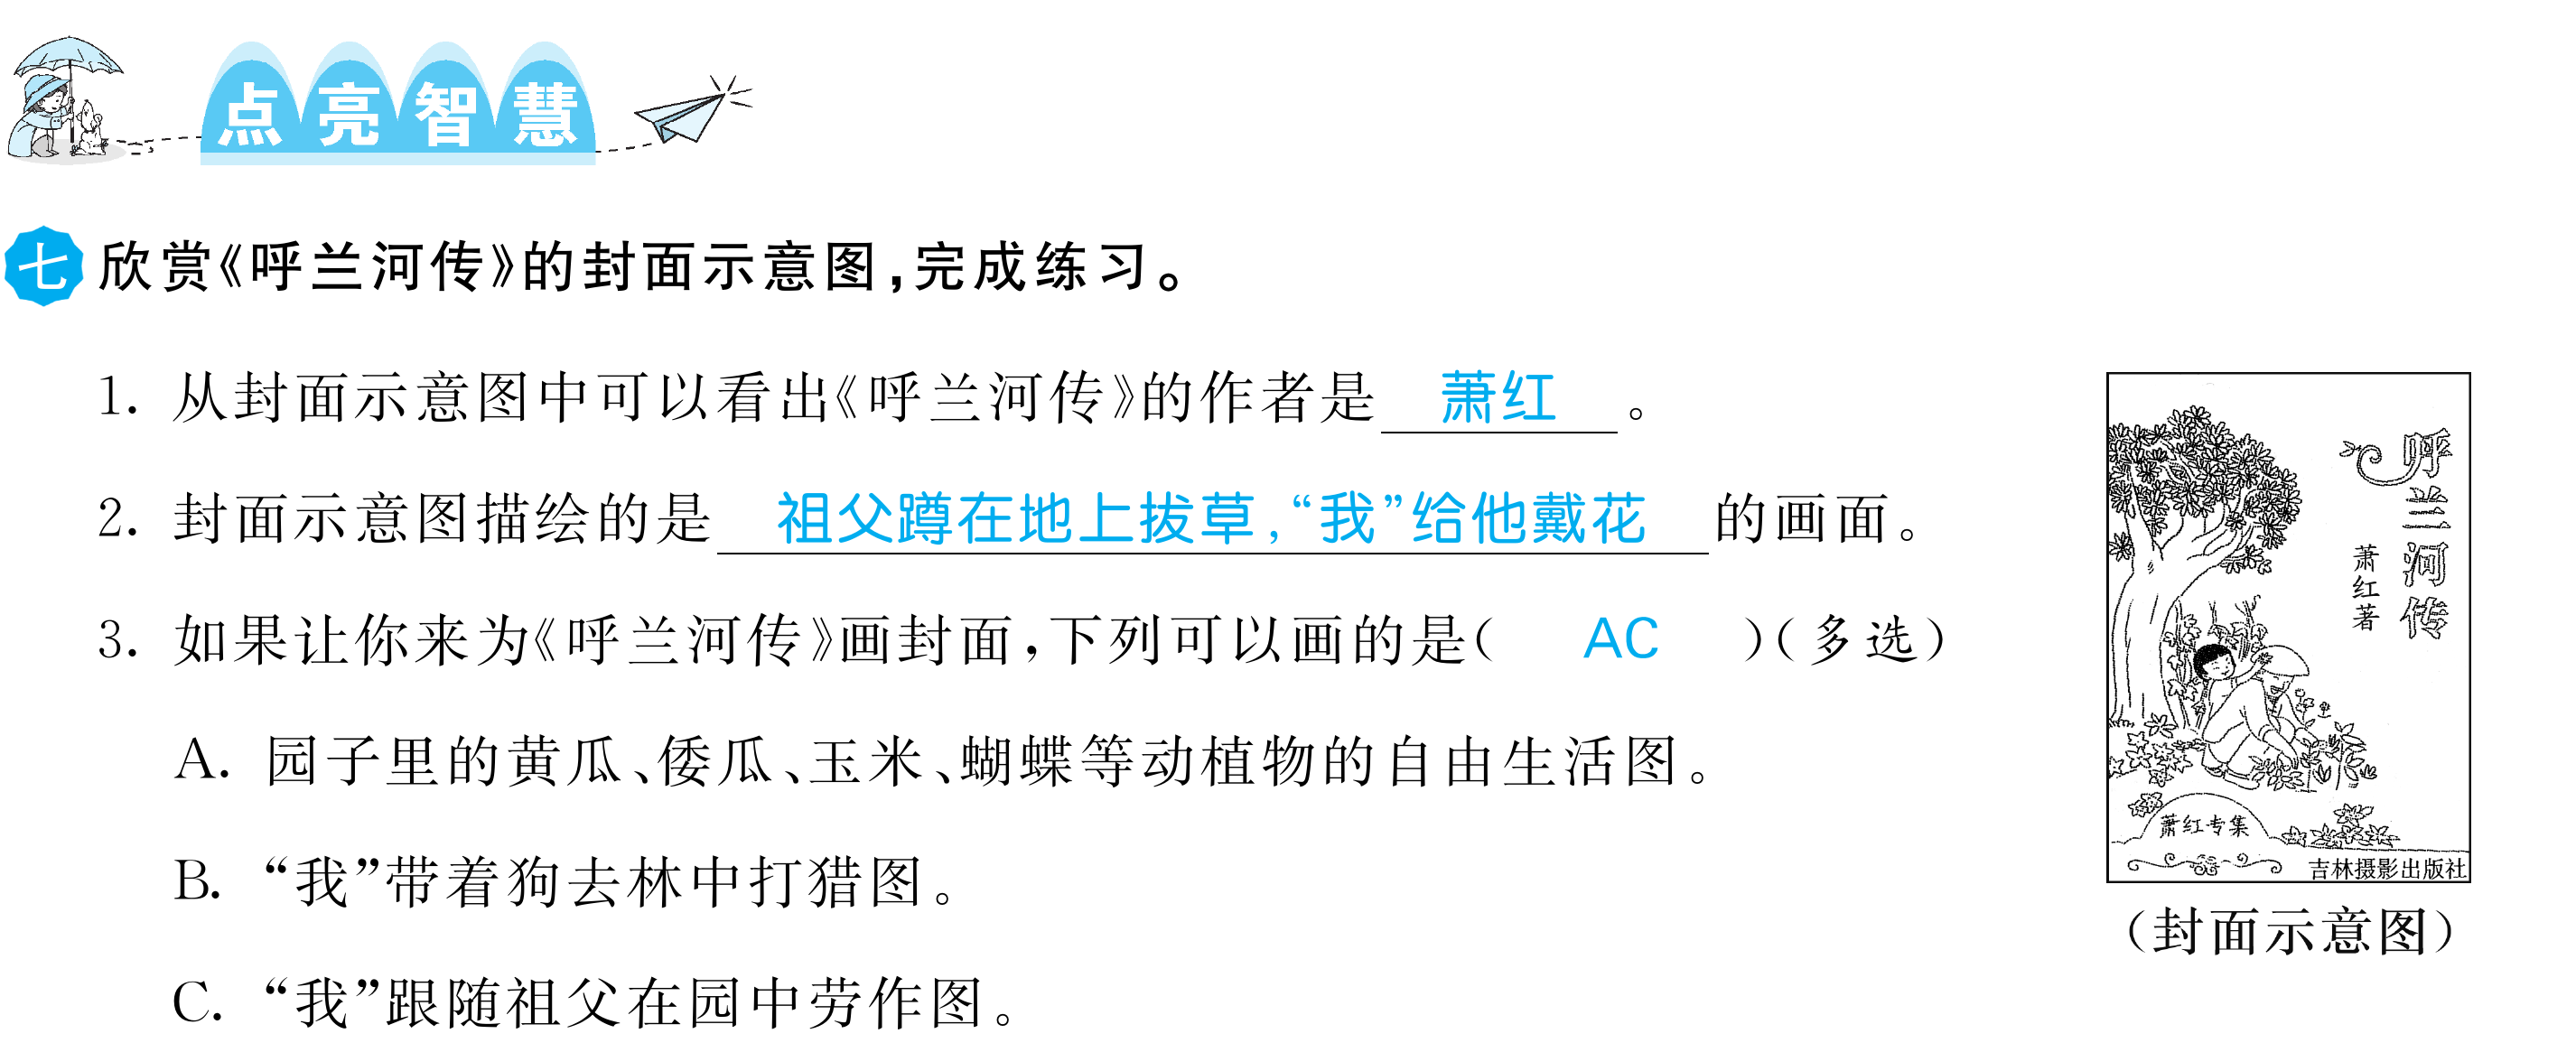 点亮智慧
七 欣赏《呼兰河传》的封面示意图,完成练习。
1. 从封面示意图中可以看出《呼兰河传》的作者是 萧红 。
2. 封面示意图描绘的是 祖父蹲在地上拔草,“我”给他戴花 的画面。
3. 如果让你来为《呼兰河传》画封面,下列可以画的是( AC )(多选)
A. 园子里的黄瓜、倭瓜、玉米、蝴蝶等动植物的自由生活图。
B. “我”带着狗去林中打猎图。
C. “我”跟随祖父在园中劳作图。
呼兰河传
萧红著
萧红专集
吉林摄影出版社
(封面示意图)